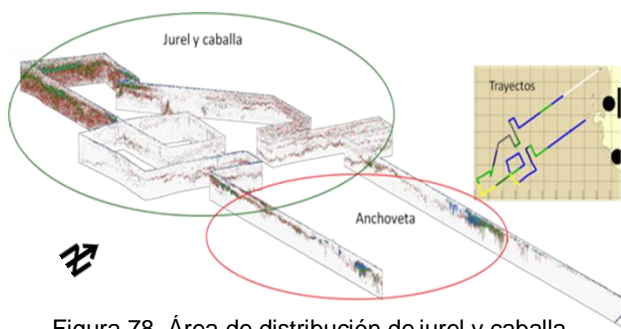 Jurel y caballa
Trayectos
Anchoveta
N
Figura 78. Área de distribución de jurel y caballa